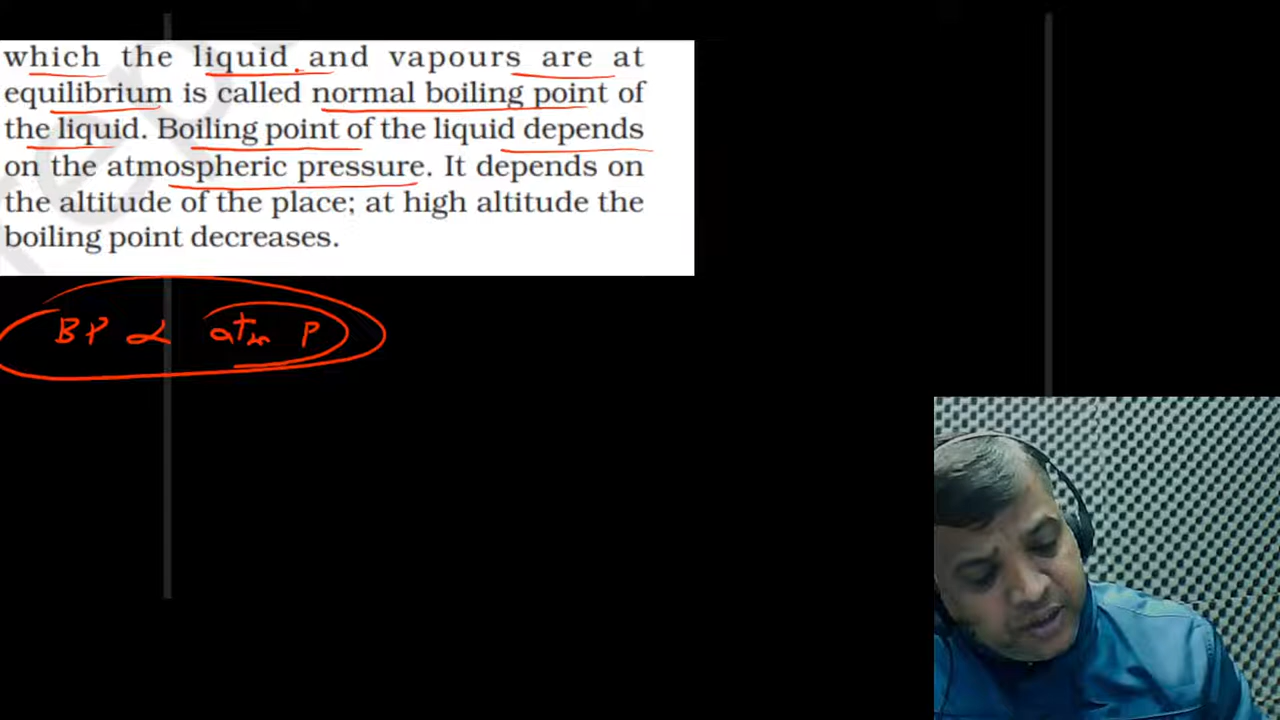 which the liquid and vapours are at
equilibrium is called normal boiling point of
the liquid. Boiling point of the liquid depends
on the atmospheric pressure. It depends on
the altitude of the place; at high altitude the
boiling point decreases.
BP ∝ atm P